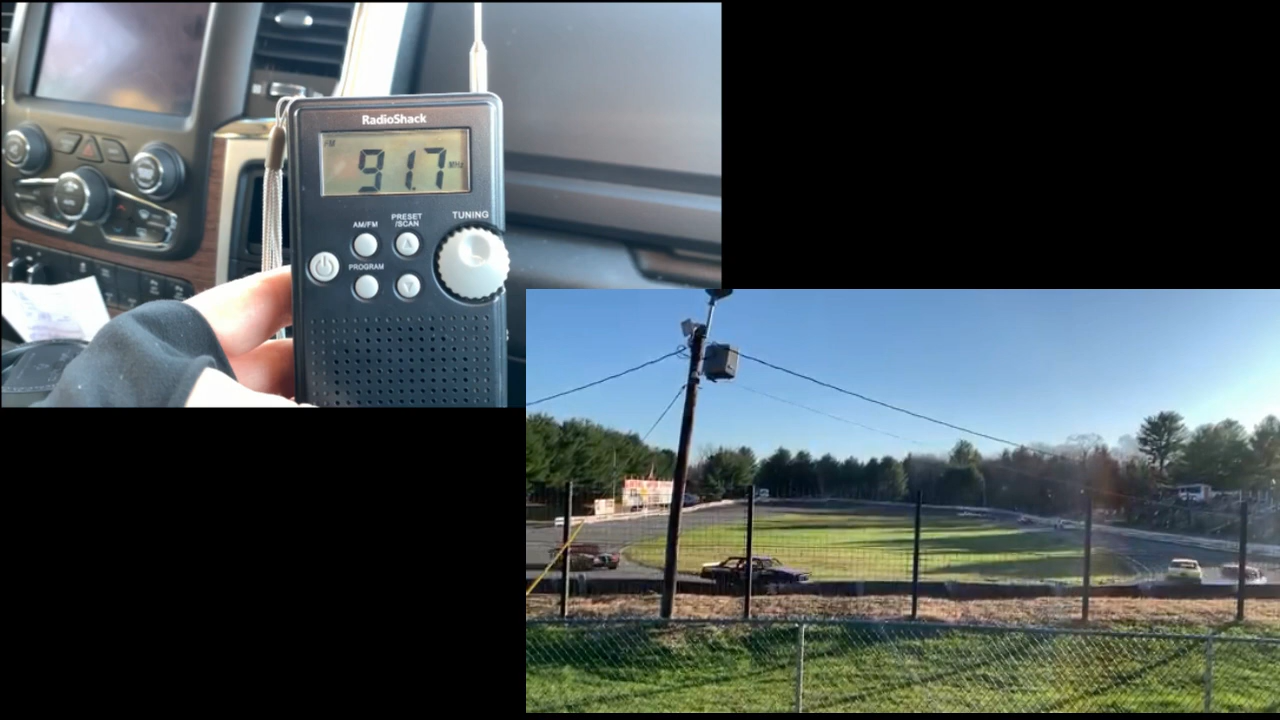 RadioShack
FM
91.7 MHz
AM/FM
PRESET
/SCAN
TUNING
PROGRAM